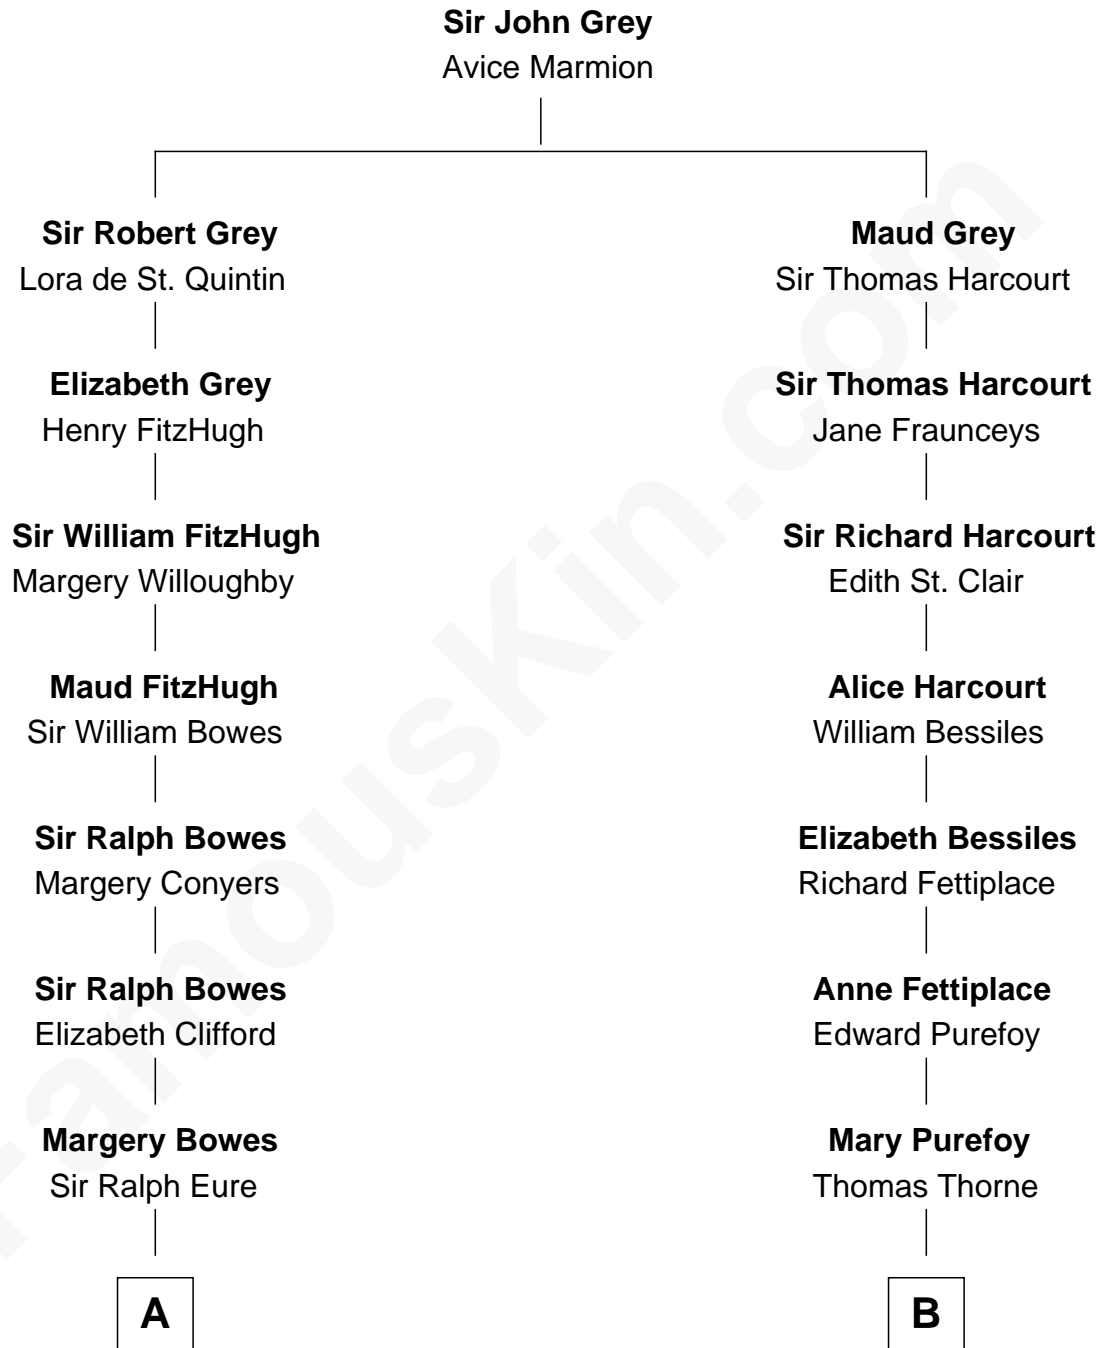 Sir John Grey
Avice Marmion
Sir Robert Grey
Lora de St. Quintin
Maud Grey
Sir Thomas Harcourt
Elizabeth Grey
Henry FitzHugh
Sir Thomas Harcourt
Jane Fraunceys
Sir William FitzHugh
Margery Willoughby
Sir Richard Harcourt
Edith St. Clair
Maud FitzHugh
Sir William Bowes
Alice Harcourt
William Bessiles
Sir Ralph Bowes
Margery Conyers
Elizabeth Bessiles
Richard Fettiplace
Sir Ralph Bowes
Elizabeth Clifford
Anne Fettiplace
Edward Purefoy
Margery Bowes
Sir Ralph Eure
Mary Purefoy
Thomas Thorne
A
B
FamousKin.com